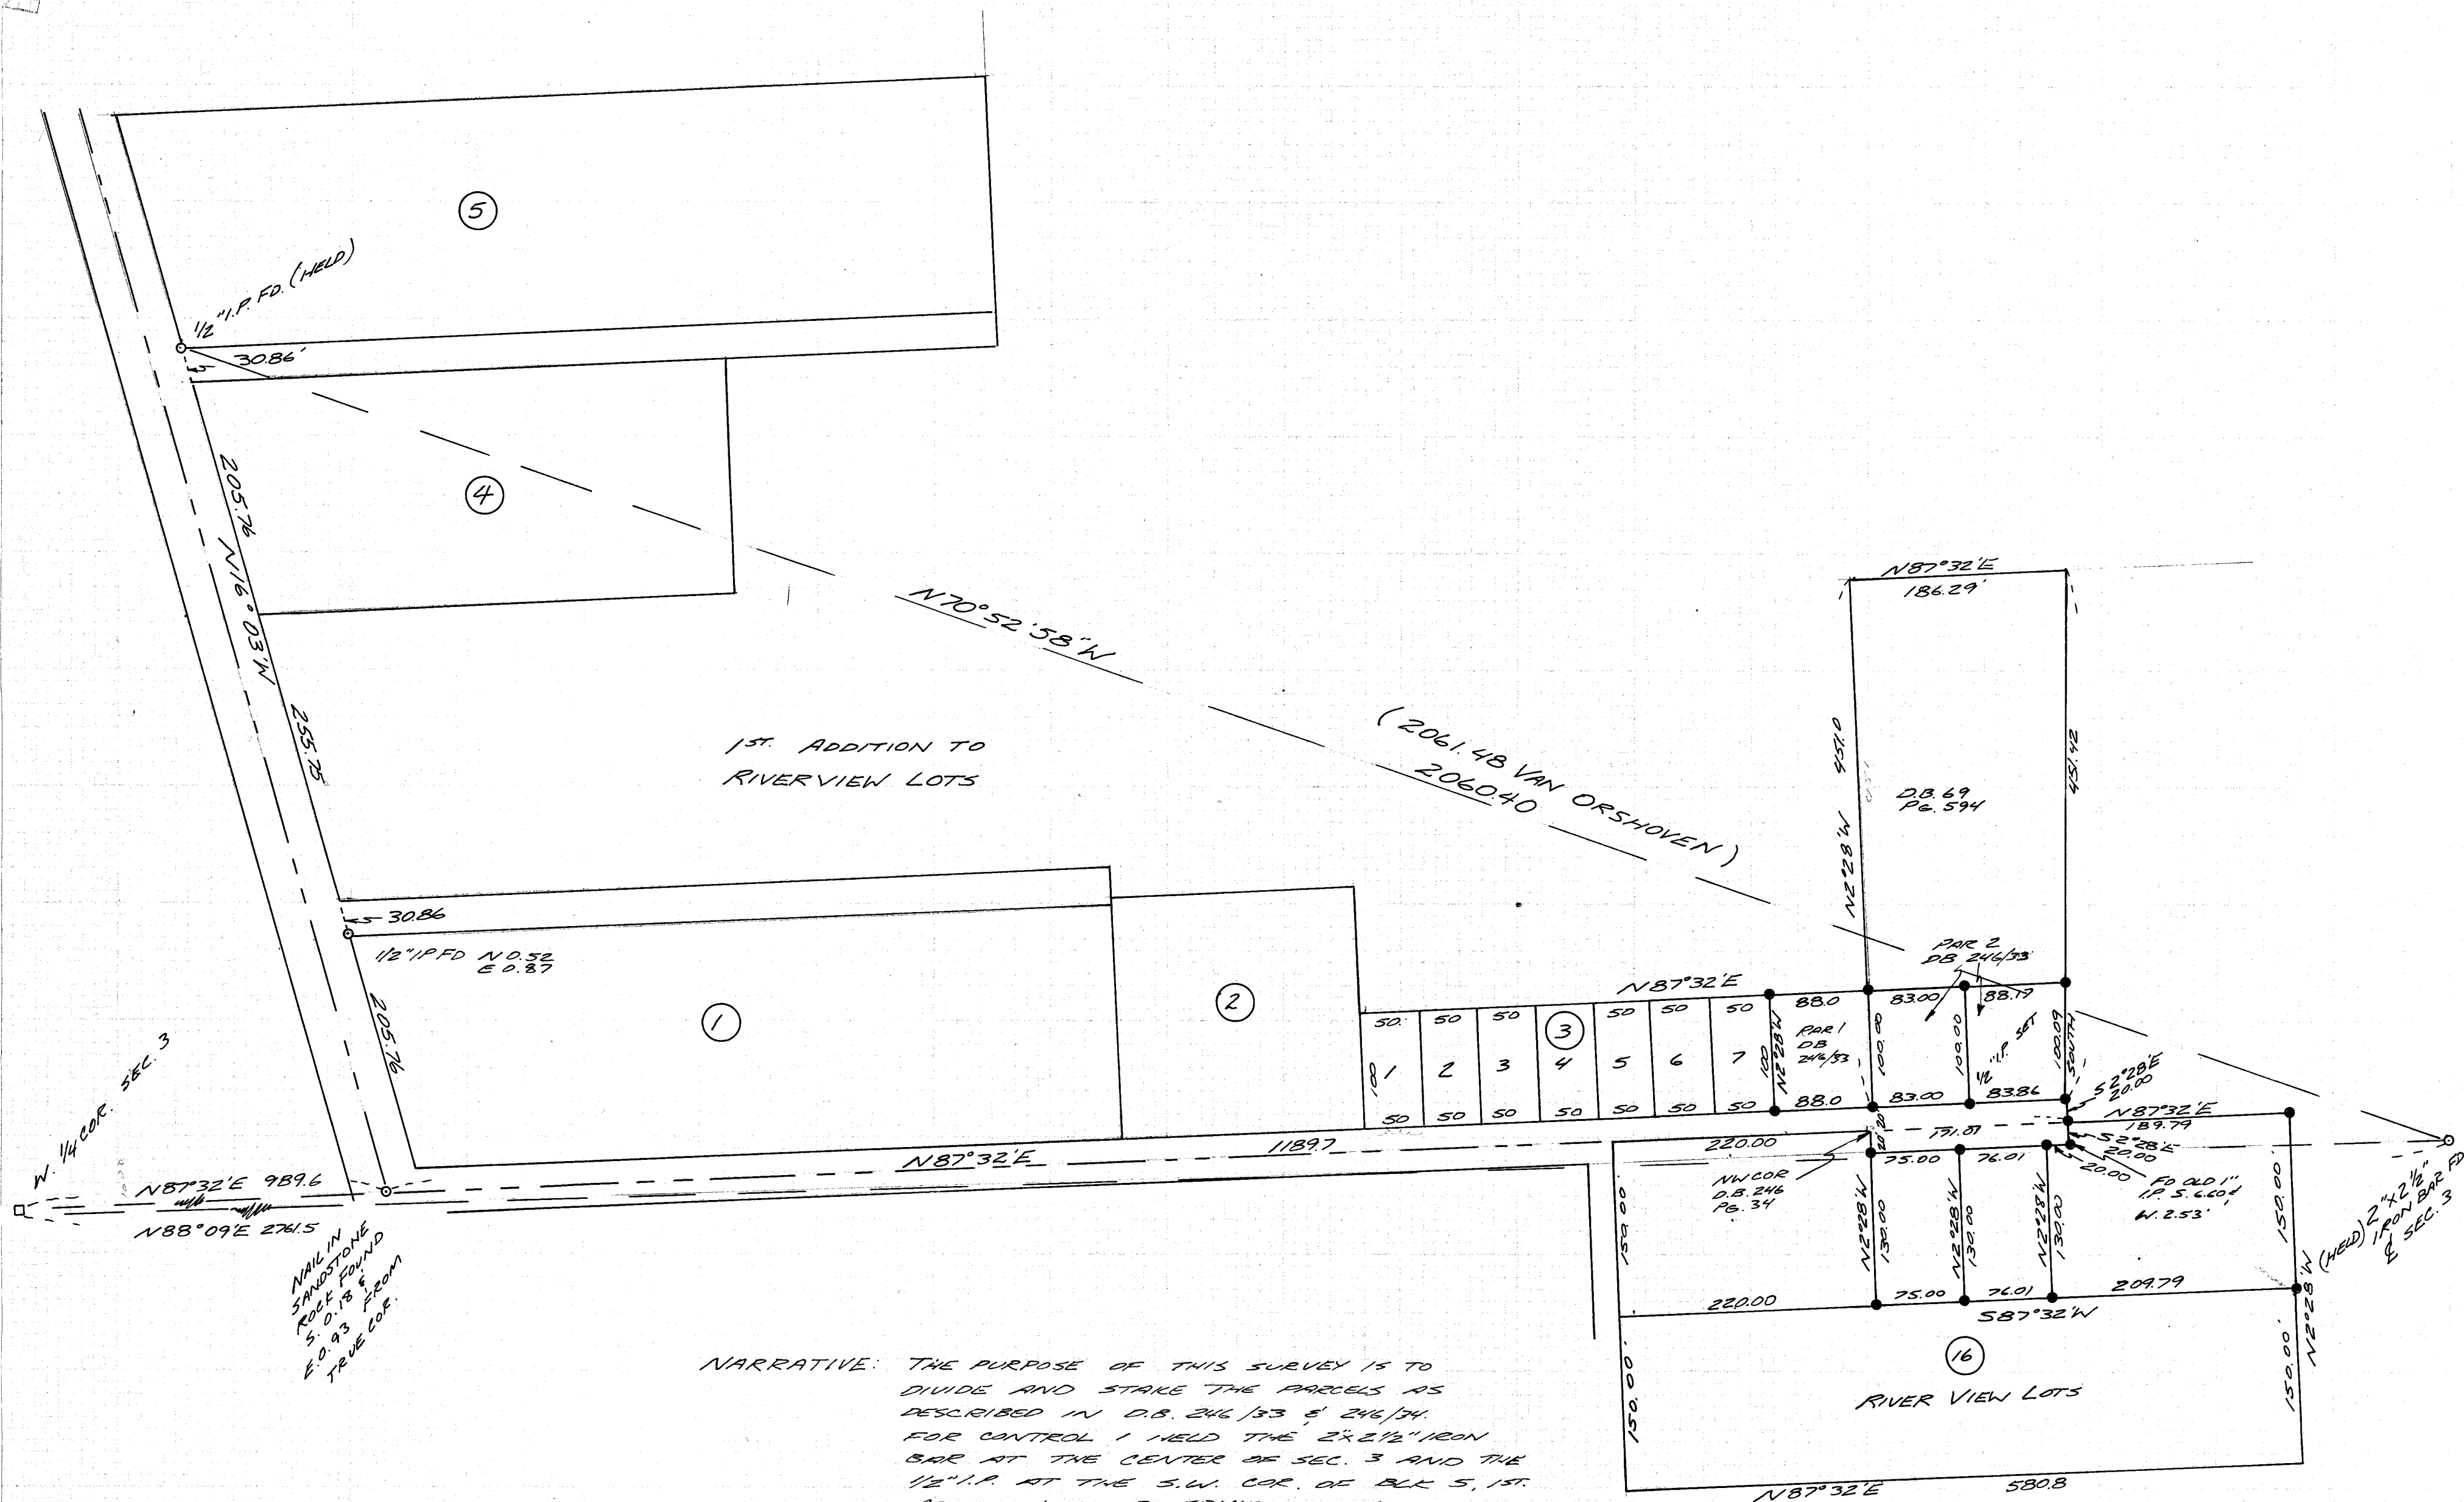 5
1/2" I.P. FD. (HELD)
30.86'
4
205.76
N16°03'W
255.75
N70°52'58"W
(2061.48 VAN ORSHOVEN)
2060.40
1ST. ADDITION TO
RIVERVIEW LOTS
N87°32'E
186.29'
451.0
N2°28'W
D.B. 69
PG. 594
451.42
PAR 2
DB 246/33
30.86
1/2" IP FD N 0.52
E 0.87
205.76
1
2
N87°32'E
50. 50 50 50 50 50 88.0 83.00 88.19
3
PAR 1
DB
246/33
100
1 2 3 4 5 6 7
N2°28'W
100
100.00
100.00
1/2" I.P. SET
SOUTH
100.09
50 50 50 50 50 50 50 88.0 83.00 83.86
S2°28'E
20.00
N87°32'E
189.79
W. 1/4 COR. SEC. 3
N87°32'E 989.6
N88°09'E 2761.5
NAIL IN
SANDSTONE
ROCK FOUND
S. 0.18 &
E. 0.93 FROM
TRUE COR.
N87°32'E
1189.7
220.00
20.20
151.01
S2°28'E
20.00
75.00 76.01 20.00
NW COR
D.B. 246
PG. 34
FD OLD 1"
I.P. S. 6.60 &
W. 2.53'
150.00'
N2°28'W
130.00
N2°28'W
130.00
N2°28'W
130.00
150.00'
(HELD) 2"X2 1/2"
IRON BAR FD
SEC. 3
220.00 75.00 76.01 209.79
S87°32'W
N2°28'W
16
RIVER VIEW LOTS
150.00'
150.00'
N87°32'E 580.8
NARRATIVE: THE PURPOSE OF THIS SURVEY IS TO
DIVIDE AND STAKE THE PARCELS AS
DESCRIBED IN D.B. 246/33 & 246/34.
FOR CONTROL I HELD THE 2"X2 1/2" IRON
BAR AT THE CENTER OF SEC. 3 AND THE
1/2" I.P. AT THE S.W. COR. OF BLK 5, 1ST.